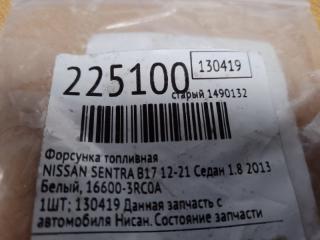 225100
130419
старый 1490132
Форсунка топливная
NISSAN SENTRA B17 12-21 Седан 1.8 2013
Белый, 16600-3RC0A
1ШТ; 130419 Данная запчасть с
автомобиля Нисан. Состояние запчасти